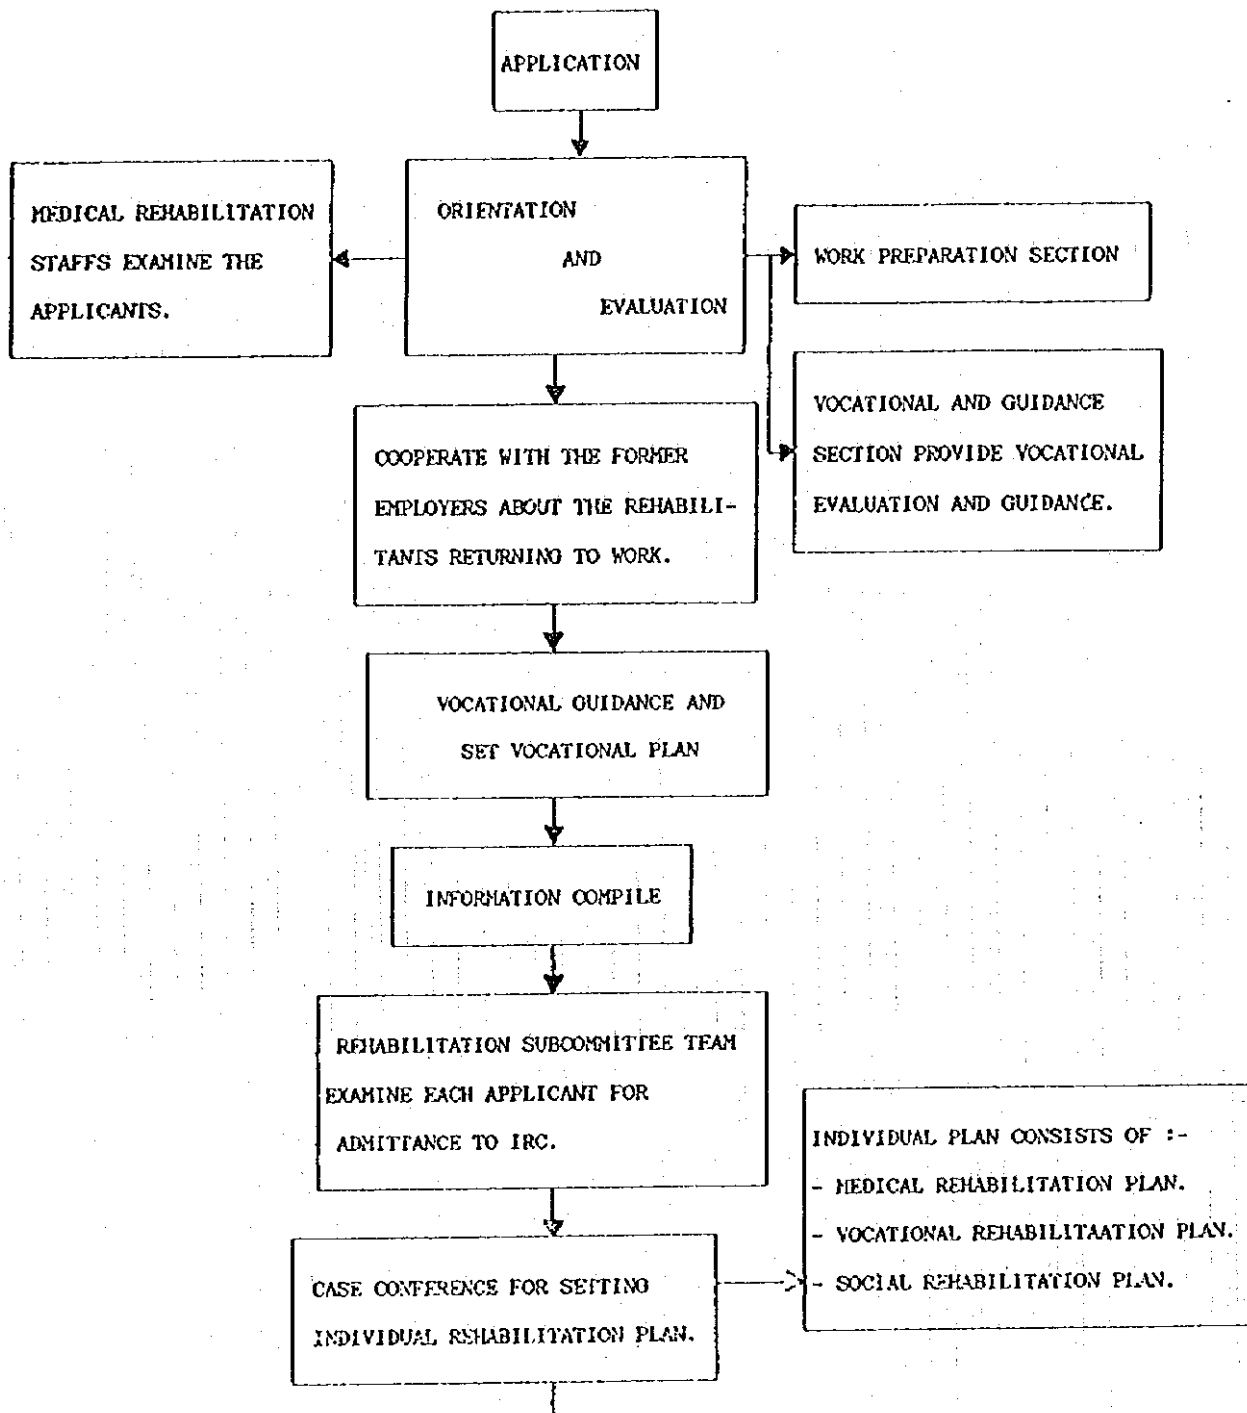 APPLICATION
ORIENTATION
AND
EVALUATION
MEDICAL REHABILITATION
STAFFS EXAMINE THE
APPLICANTS.
WORK PREPARATION SECTION
VOCATIONAL AND GUIDANCE
SECTION PROVIDE VOCATIONAL
EVALUATION AND GUIDANCE.
COOPERATE WITH THE FORMER
EMPLOYERS ABOUT THE REHABILI-
TANTS RETURNING TO WORK.
VOCATIONAL GUIDANCE AND
SET VOCATIONAL PLAN
INFORMATION COMPILE
REHABILITATION SUBCOMMITTEE TEAM
EXAMINE EACH APPLICANT FOR
ADMITTANCE TO IRC.
CASE CONFERENCE FOR SETTING
INDIVIDUAL REHABILITATION PLAN.
INDIVIDUAL PLAN CONSISTS OF :-
- MEDICAL REHABILITATION PLAN.
- VOCATIONAL REHABILITAATION PLAN.
- SOCIAL REHABILITATION PLAN.